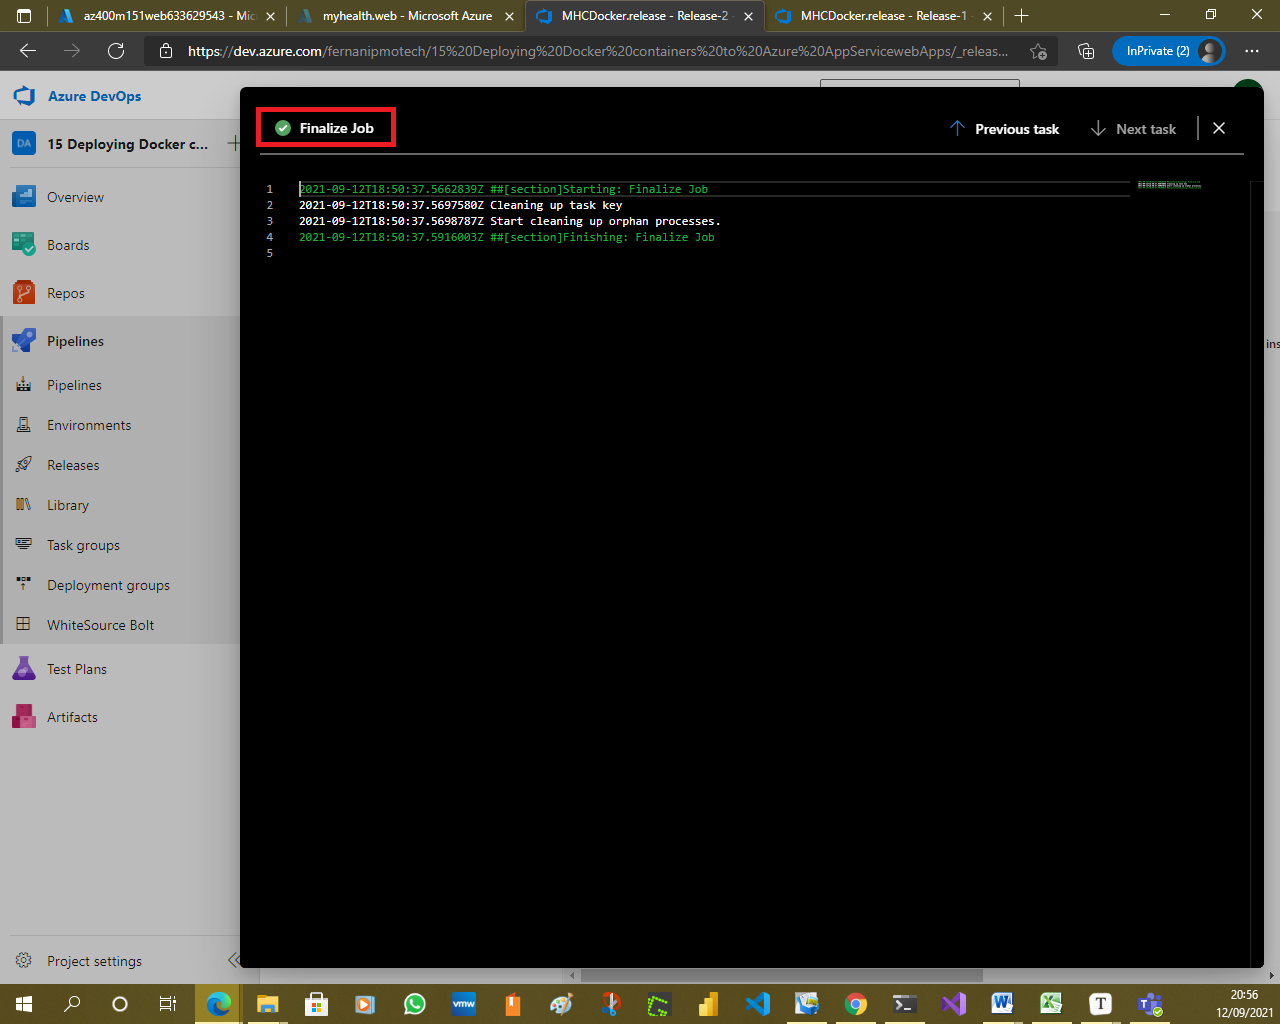 az400m151web633629543 - Mic
myhealth.web - Microsoft Azure
MHCDocker.release - Release-2 -
MHCDocker.release - Release-1 -
https://dev.azure.com/fernanipmotech/15%20Deploying%20Docker%20containers%20to%20Azure%20AppServicewebApps/_releas...
InPrivate (2)
Azure DevOps
DA
15 Deploying Docker c...
Overview
Boards
Repos
Pipelines
Pipelines
Environments
Releases
Library
Task groups
Deployment groups
WhiteSource Bolt
Test Plans
Artifacts
Project settings
Finalize Job
Previous task
Next task
1 2021-09-12T18:50:37.5662839Z ##[section]Starting: Finalize Job
2 2021-09-12T18:50:37.5697580Z Cleaning up task key
3 2021-09-12T18:50:37.5698787Z Start cleaning up orphan processes.
4 2021-09-12T18:50:37.5916003Z ##[section]Finishing: Finalize Job
5
ins
vmw
T
20:56
12/09/2021